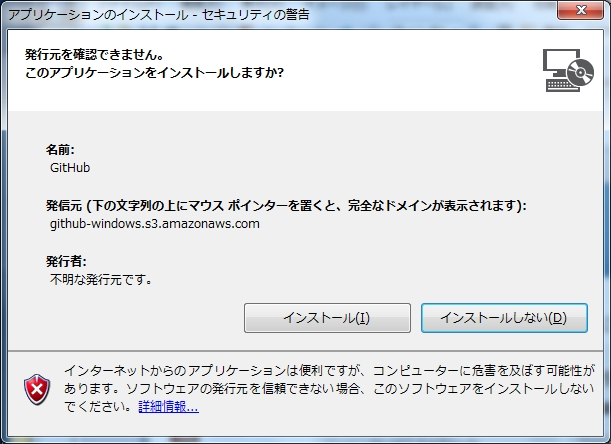 アプリケーションのインストール - セキュリティの警告
発行元を確認できません。
このアプリケーションをインストールしますか?
名前:
GitHub
発信元 (下の文字列の上にマウス ポインターを置くと、完全なドメインが表示されます):
github-windows.s3.amazonaws.com
発行者:
不明な発行元です。
インストール(I)
インストールしない(D)
インターネットからのアプリケーションは便利ですが、コンピューターに危害を及ぼす可能性が
あります。ソフトウェアの発行元を信頼できない場合、このソフトウェアをインストールしない
でください。詳細情報...